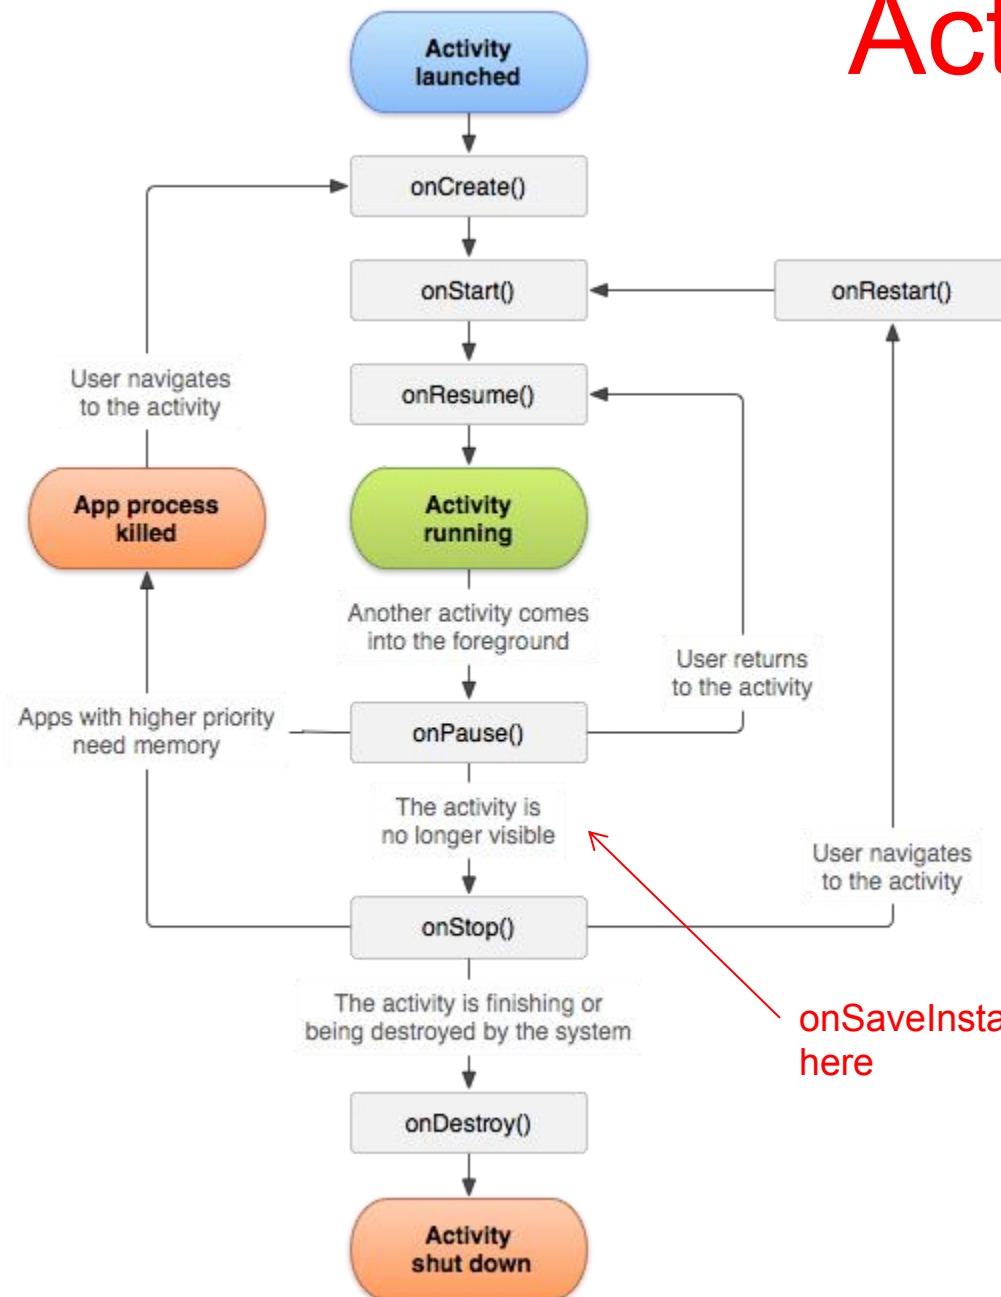 Act
Activity
launched
onCreate()
onStart()
onRestart()
User navigates
to the activity
onResume()
App process
killed
Activity
running
Another activity comes
into the foreground
User returns
to the activity
Apps with higher priority
need memory
onPause()
The activity is
no longer visible
User navigates
to the activity
onStop()
The activity is finishing or
being destroyed by the system
onSaveInsta
here
onDestroy()
Activity
shut down